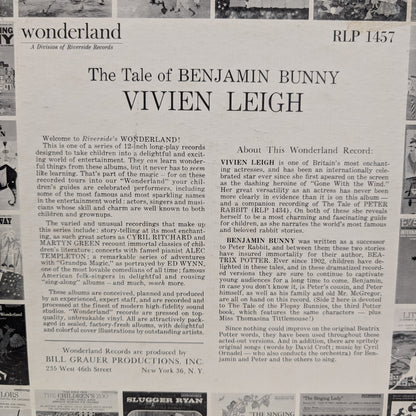 wonderland
A Division of Riverside Records
RLP 1457
The Tale of BENJAMIN BUNNY
VIVIEN LEIGH
Welcome to Riverside's WONDERLAND!
This is one of a series of 12-inch long-play records
designed to take children into a delightful and excit-
ing world of entertainment. They can learn wonder-
ful things from these albums, but it never has to seem
like learning. That's part of the magic – for on these
recorded tours into our "Wonderland" your chil-
dren's guides are celebrated performers, including
some of the most famous and most sparkling names
in the entertainment world: actors, singers and musi-
cians whose skill and charm are well known to both
children and grownups.
The varied and unusual recordings that make up
this series include: story-telling at its most enchant-
ing, as such great actors as CYRIL RITCHARD and
MARTYN GREEN recount immortal classics of chil-
dren's literature; concerts with famed pianist ALEC
TEMPLETON; a remarkable series of adventures
with "Grandpa Magic," as portrayed by ED WYNN,
one of the most lovable comedians of all time; famous
American folk-singers in delightful and rousing
"sing-along" albums – and much, much more.
These albums are conceived, planned and produced
by an experienced, expert staff, and are recorded and
processed at the finest of modern high-fidelity sound
studios. "Wonderland" records are pressed on top-
quality, unbreakable vinyl. All are attractively pack-
aged in sealed, factory-fresh albums, with delightful
and colorful cover illustrations by outstanding artists.
Wonderland Records are produced by
BILL GRAUER PRODUCTIONS, INC.
235 West 46th Street New York 36, N. Y.
About This Wonderland Record:
VIVIEN LEIGH is one of Britain's most enchant-
ing actresses, and has been an internationally cele-
brated star ever since she first appeared on the screen
as the dashing heroine of "Gone With the Wind."
Her great versatility as an actress has never been
more clearly in evidence than it is on this album –
and a companion recording of The Tale of PETER
RABBIT (RLP 1456). On both of these she reveals
herself to be a most charming and fascinating guide
for children, as she narrates the world's most famous
and beloved rabbit stories.
BENJAMIN BUNNY was written as a successor
to Peter Rabbit, and between them these two stories
have insured immortality for their author, BEA-
TRIX POTTER. Ever since 1902, children have de-
lighted in these tales, and in these dramatized record-
ed versions they are sure to continue to captivate
young audiences for a long time to come. Benjamin,
in case you don't know it, is Peter's cousin, and Peter
himself, as well as his family and Mr. McGregor, are
are all on hand on this record. (Side 2 here is devoted
to The Tale of the Flopsy Bunnies, the third Potter
book, which features the same characters – plus
Miss Thomasina Tittlemouse!)
Since nothing could improve on the original Beatrix
Potter words, they have been used throughout these
acted-out versions. And in addition, there are spritely
original songs (words by David Croft; music by Cyril
Ornadel – who also conducts the orchestra) for Ben-
jamin and Peter and the others to sing.